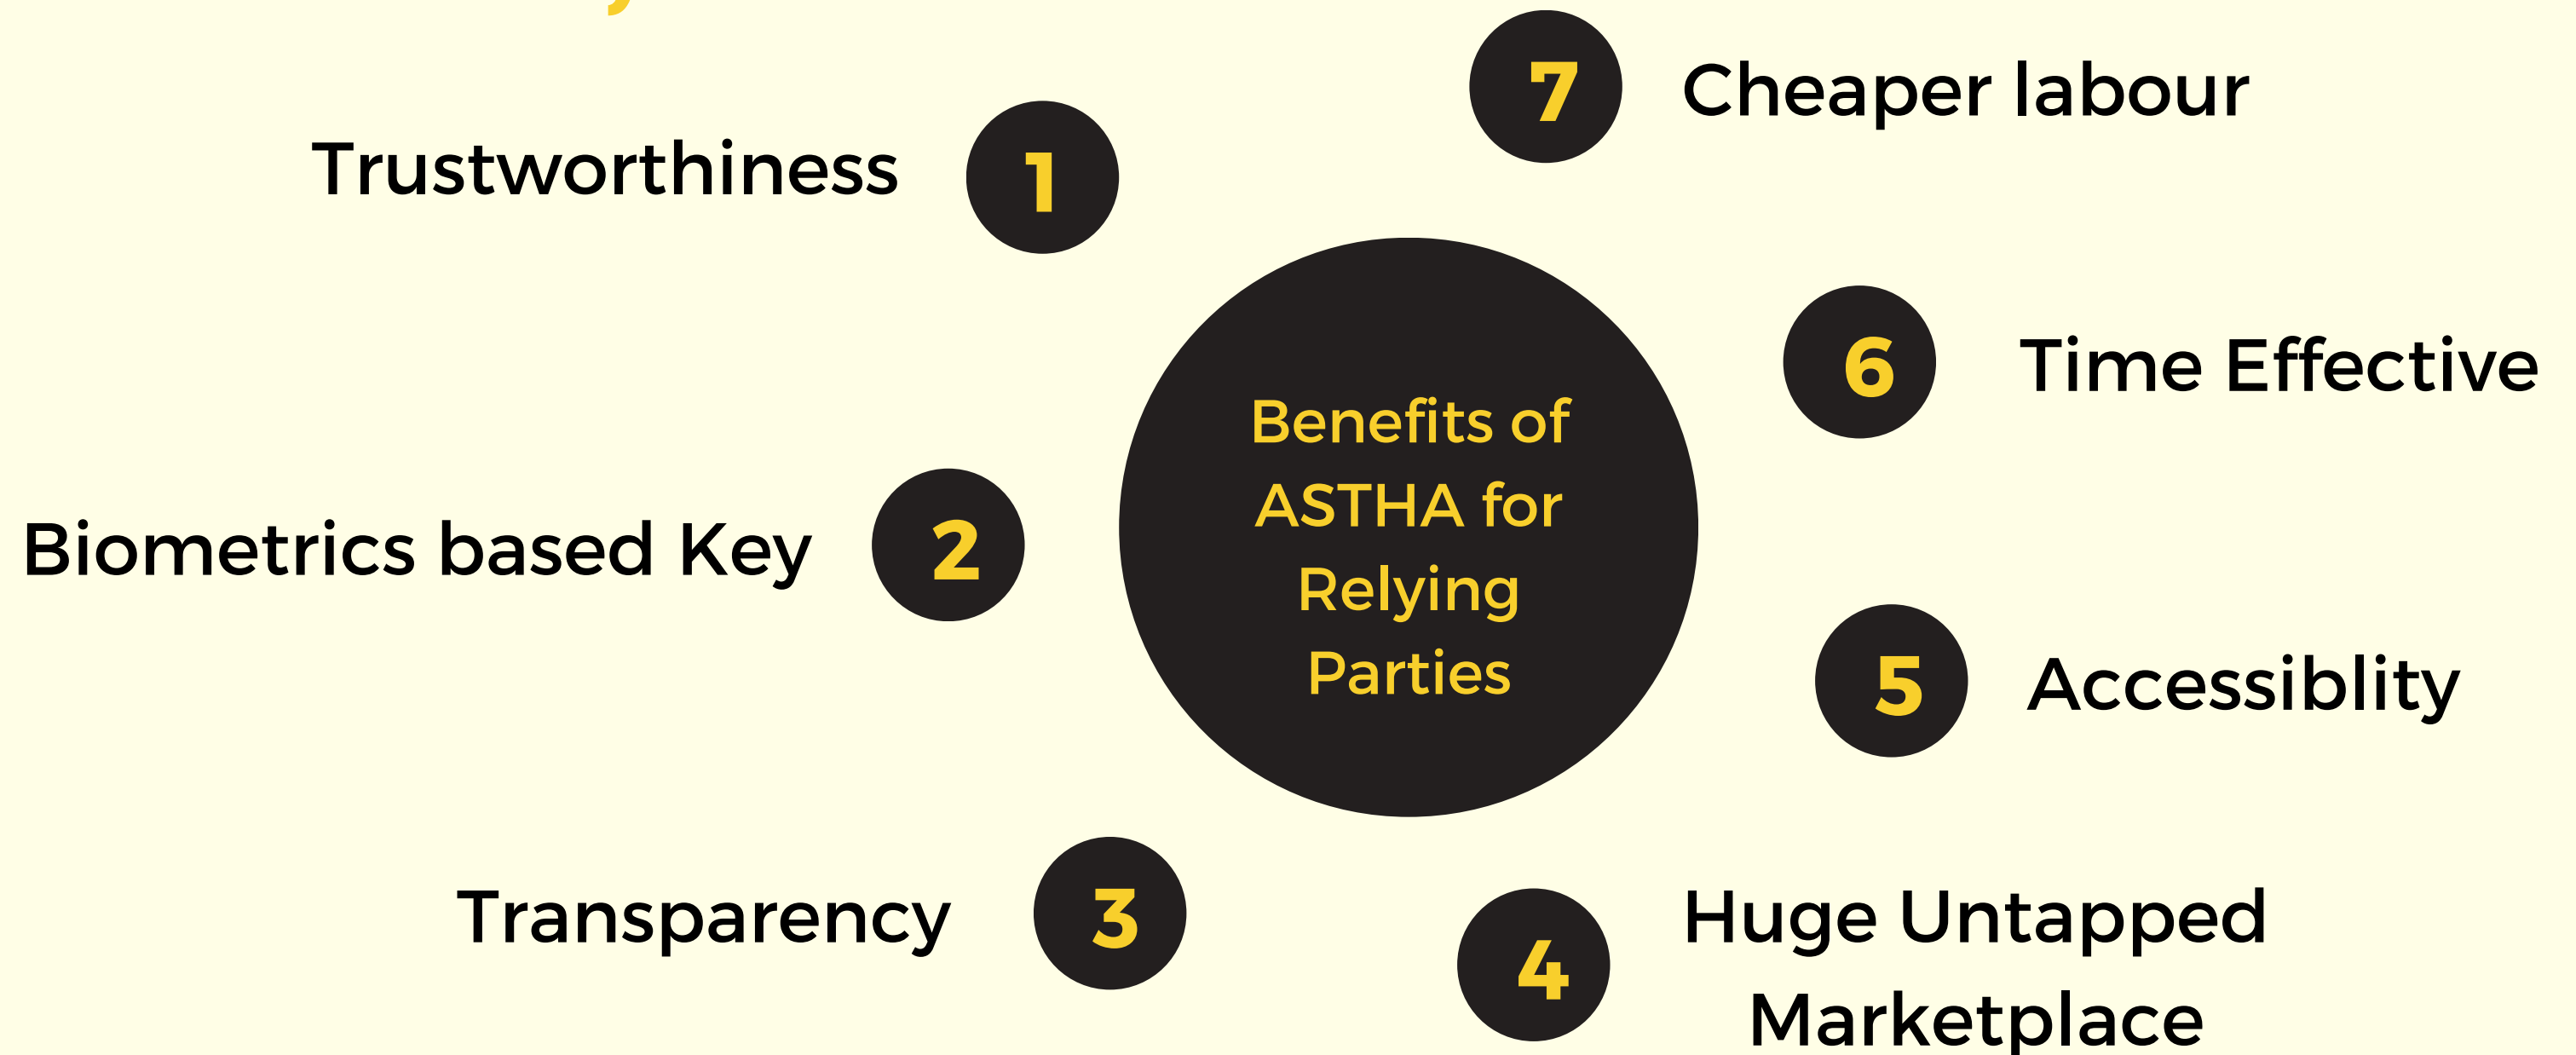 7 Cheaper labour
Trustworthiness 1
6 Time Effective
Benefits of
ASTHA for
Relying
Parties
Biometrics based Key 2
5 Accessiblity
Transparency 3
4 Huge Untapped
Marketplace